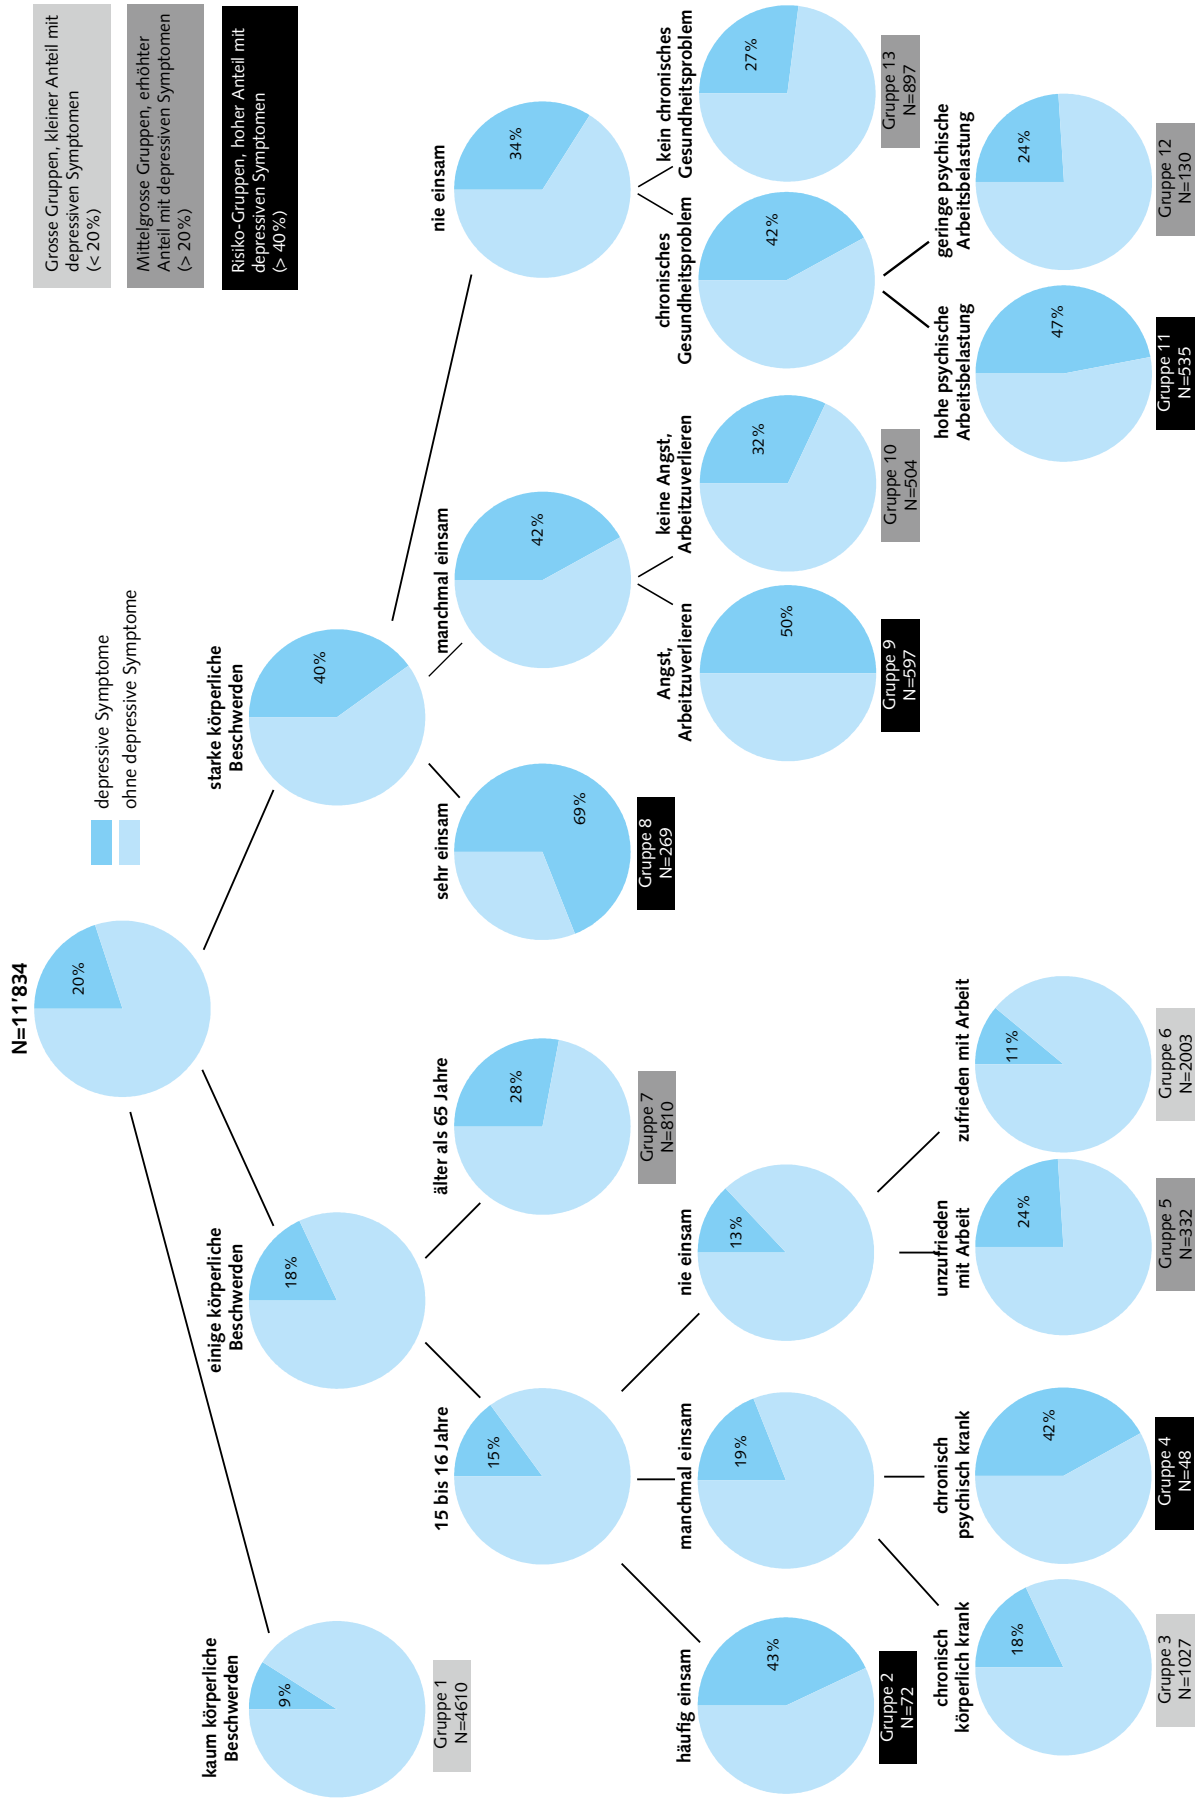 N=11’834
20%
depressive Symptome
ohne depressive Symptome
Grosse Gruppen, kleiner Anteil mit
depressiven Symptomen
(< 20%)
Mittelgrosse Gruppen, erhöhter
Anteil mit depressiven Symptomen
(> 20%)
Risiko-Gruppen, hoher Anteil mit
depressiven Symptomen
(> 40%)
kaum körperliche
Beschwerden
9%
Gruppe 1
N=4610
einige körperliche
Beschwerden
18%
starke körperliche
Beschwerden
40%
15 bis 16 Jahre
15%
älter als 65 Jahre
28%
Gruppe 7
N=810
sehr einsam
69%
Gruppe 8
N=269
manchmal einsam
42%
nie einsam
34%
häufig einsam
43%
Gruppe 2
N=72
manchmal einsam
19%
nie einsam
13%
Angst,
Arbeitzuverlieren
50%
Gruppe 9
N=597
keine Angst,
Arbeitzuverlieren
32%
Gruppe 10
N=504
chronisches
Gesundheitsproblem
42%
kein chronisches
Gesundheitsproblem
27%
Gruppe 13
N=897
chronisch
körperlich krank
18%
Gruppe 3
N=1027
chronisch
psychisch krank
42%
Gruppe 4
N=48
unzufrieden
mit Arbeit
24%
Gruppe 5
N=332
zufrieden mit Arbeit
11%
Gruppe 6
N=2003
hohe psychische
Arbeitsbelastung
47%
Gruppe 11
N=535
geringe psychische
Arbeitsbelastung
24%
Gruppe 12
N=130